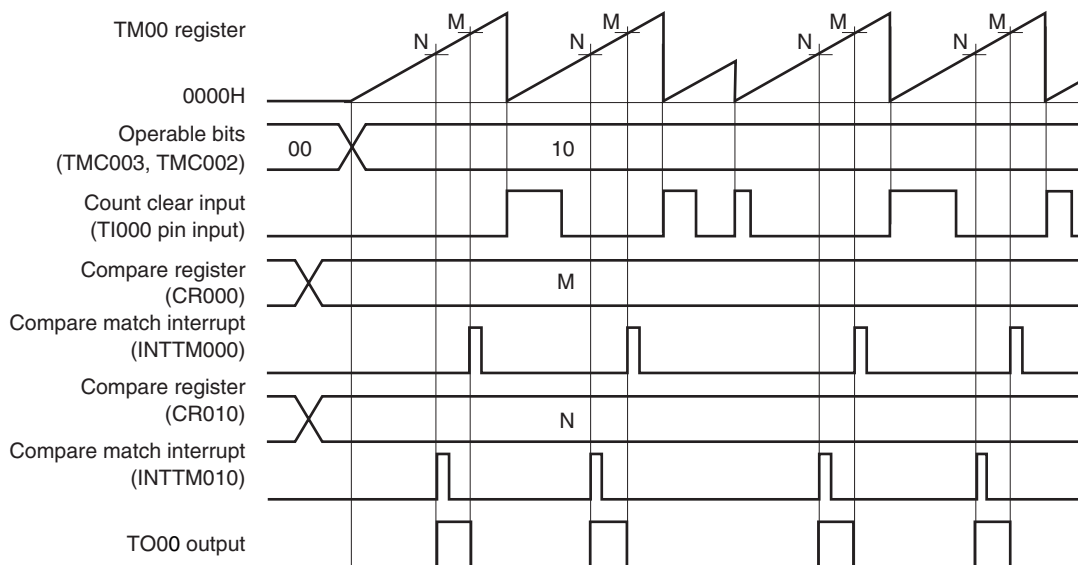 TM00 register
M
N
M
N
M
N
M
N
0000H
Operable bits
(TMC003, TMC002)
00
10
Count clear input
(TI000 pin input)
Compare register
(CR000)
M
Compare match interrupt
(INTTM000)
Compare register
(CR010)
N
Compare match interrupt
(INTTM010)
TO00 output